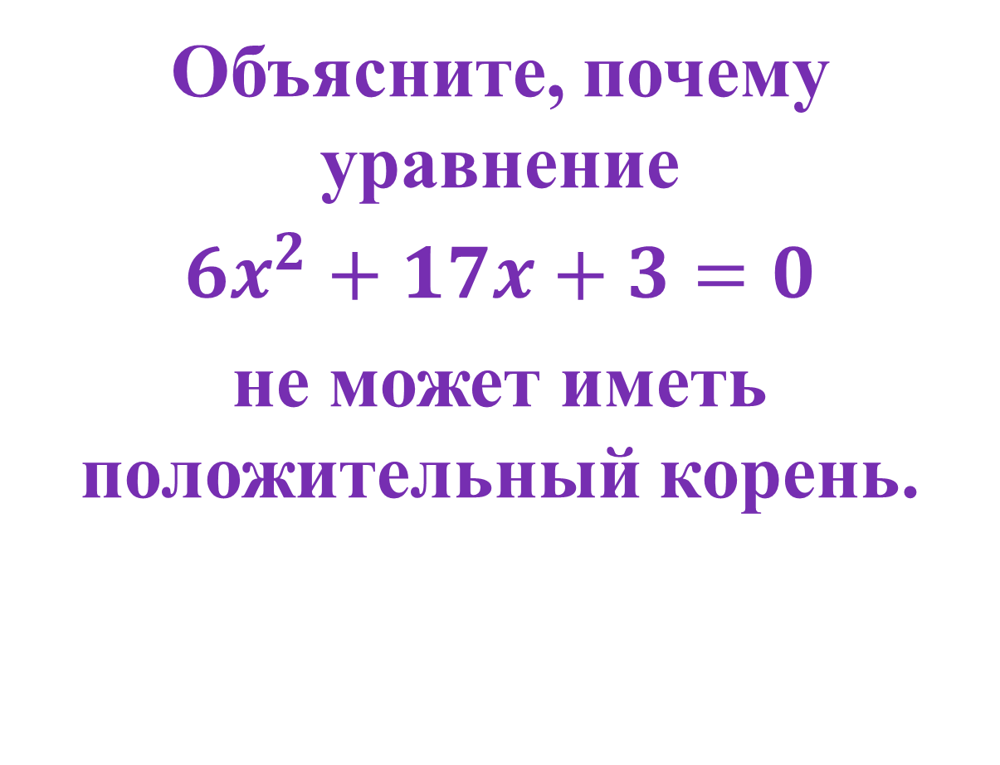 Объясните, почему
уравнение
6x² + 17x + 3 = 0
не может иметь
положительный корень.